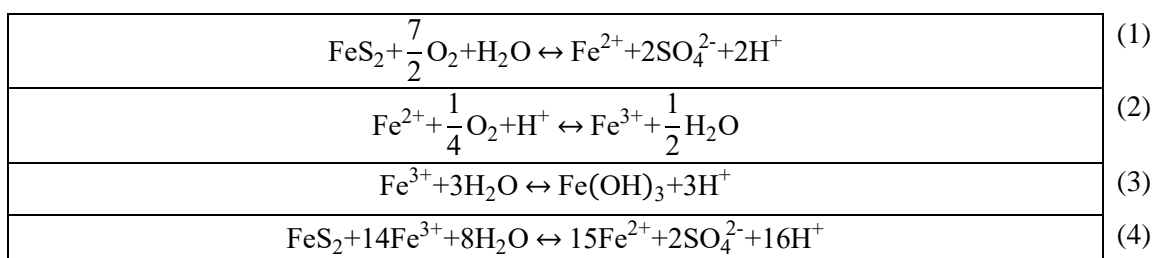 FeS₂+7/2O₂+H₂O ↔ Fe²⁺+2SO₄²⁻+2H⁺ (1)
Fe²⁺+1/4O₂+H⁺ ↔ Fe³⁺+1/2H₂O (2)
Fe³⁺+3H₂O ↔ Fe(OH)₃+3H⁺ (3)
FeS₂+14Fe³⁺+8H₂O ↔ 15Fe²⁺+2SO₄²⁻+16H⁺ (4)